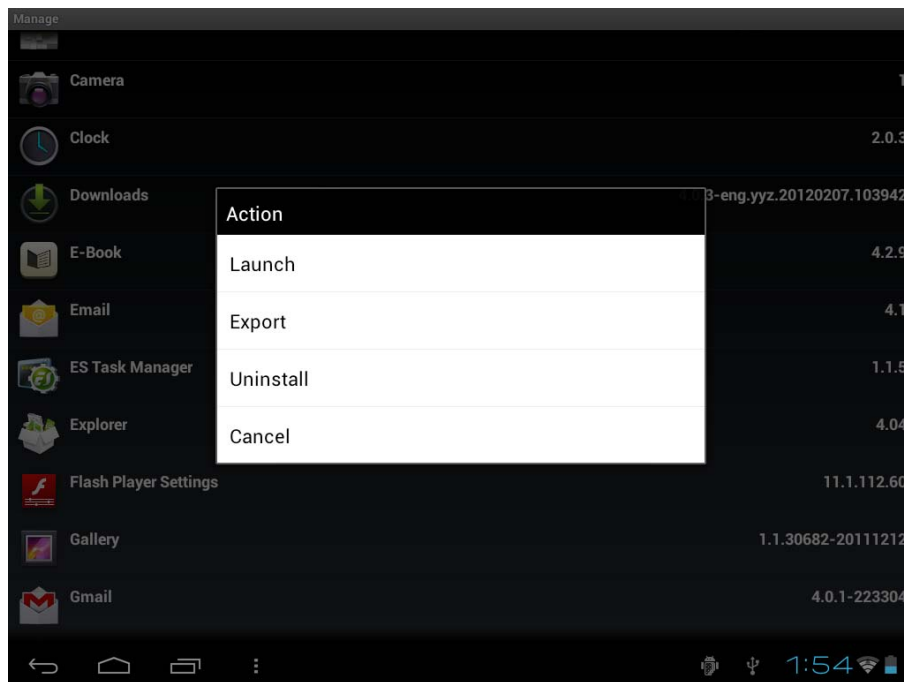 Manage
Camera 1
Clock 2.0.3
Downloads 3-eng.yyz.20120207.103942
Action
Launch
E-Book 4.2.9
Export
Email 4.1
Uninstall
ES Task Manager 1.1.5
Cancel
Explorer 4.04
Flash Player Settings 11.1.112.60
Gallery 1.1.30682-20111212
Gmail 4.0.1-223304
1:54